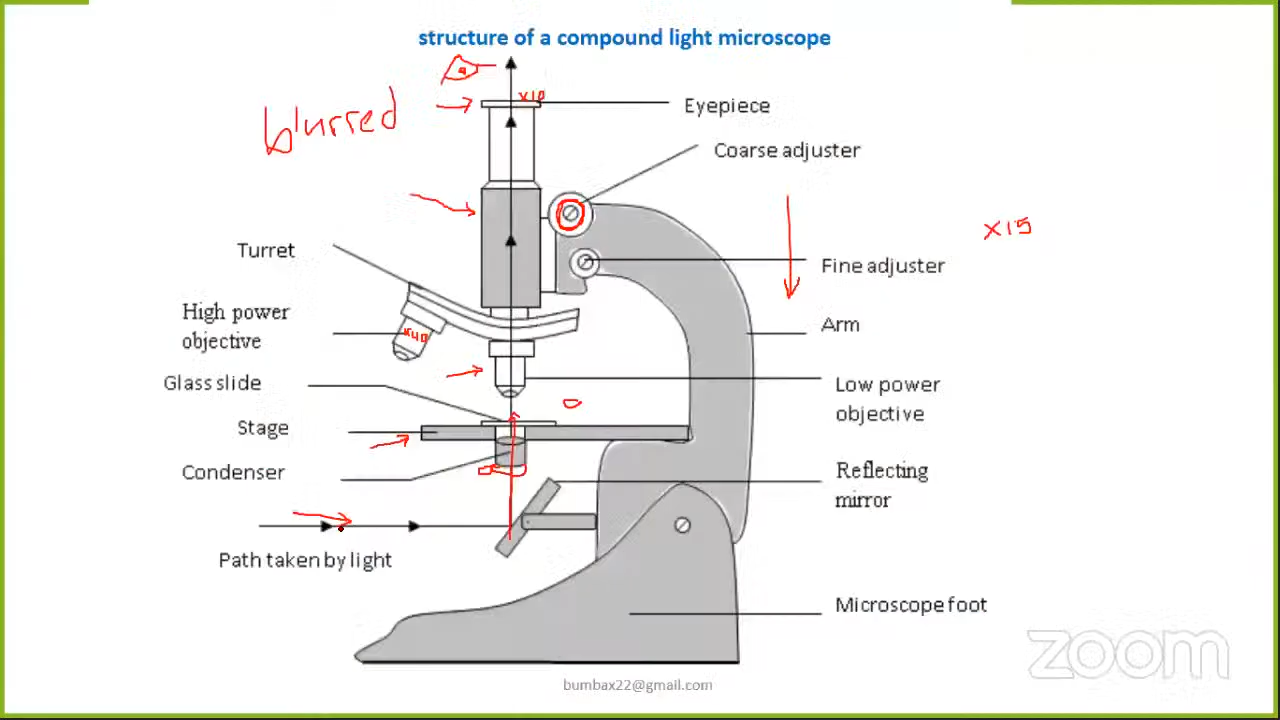 structure of a compound light microscope
x10
Eyepiece
blurred
Coarse adjuster
x15
Turret
Fine adjuster
High power
objective
x40
Arm
Glass slide
Low power
objective
Stage
Condenser
Reflecting
mirror
Path taken by light
Microscope foot
zoom
bumbax22@gmail.com